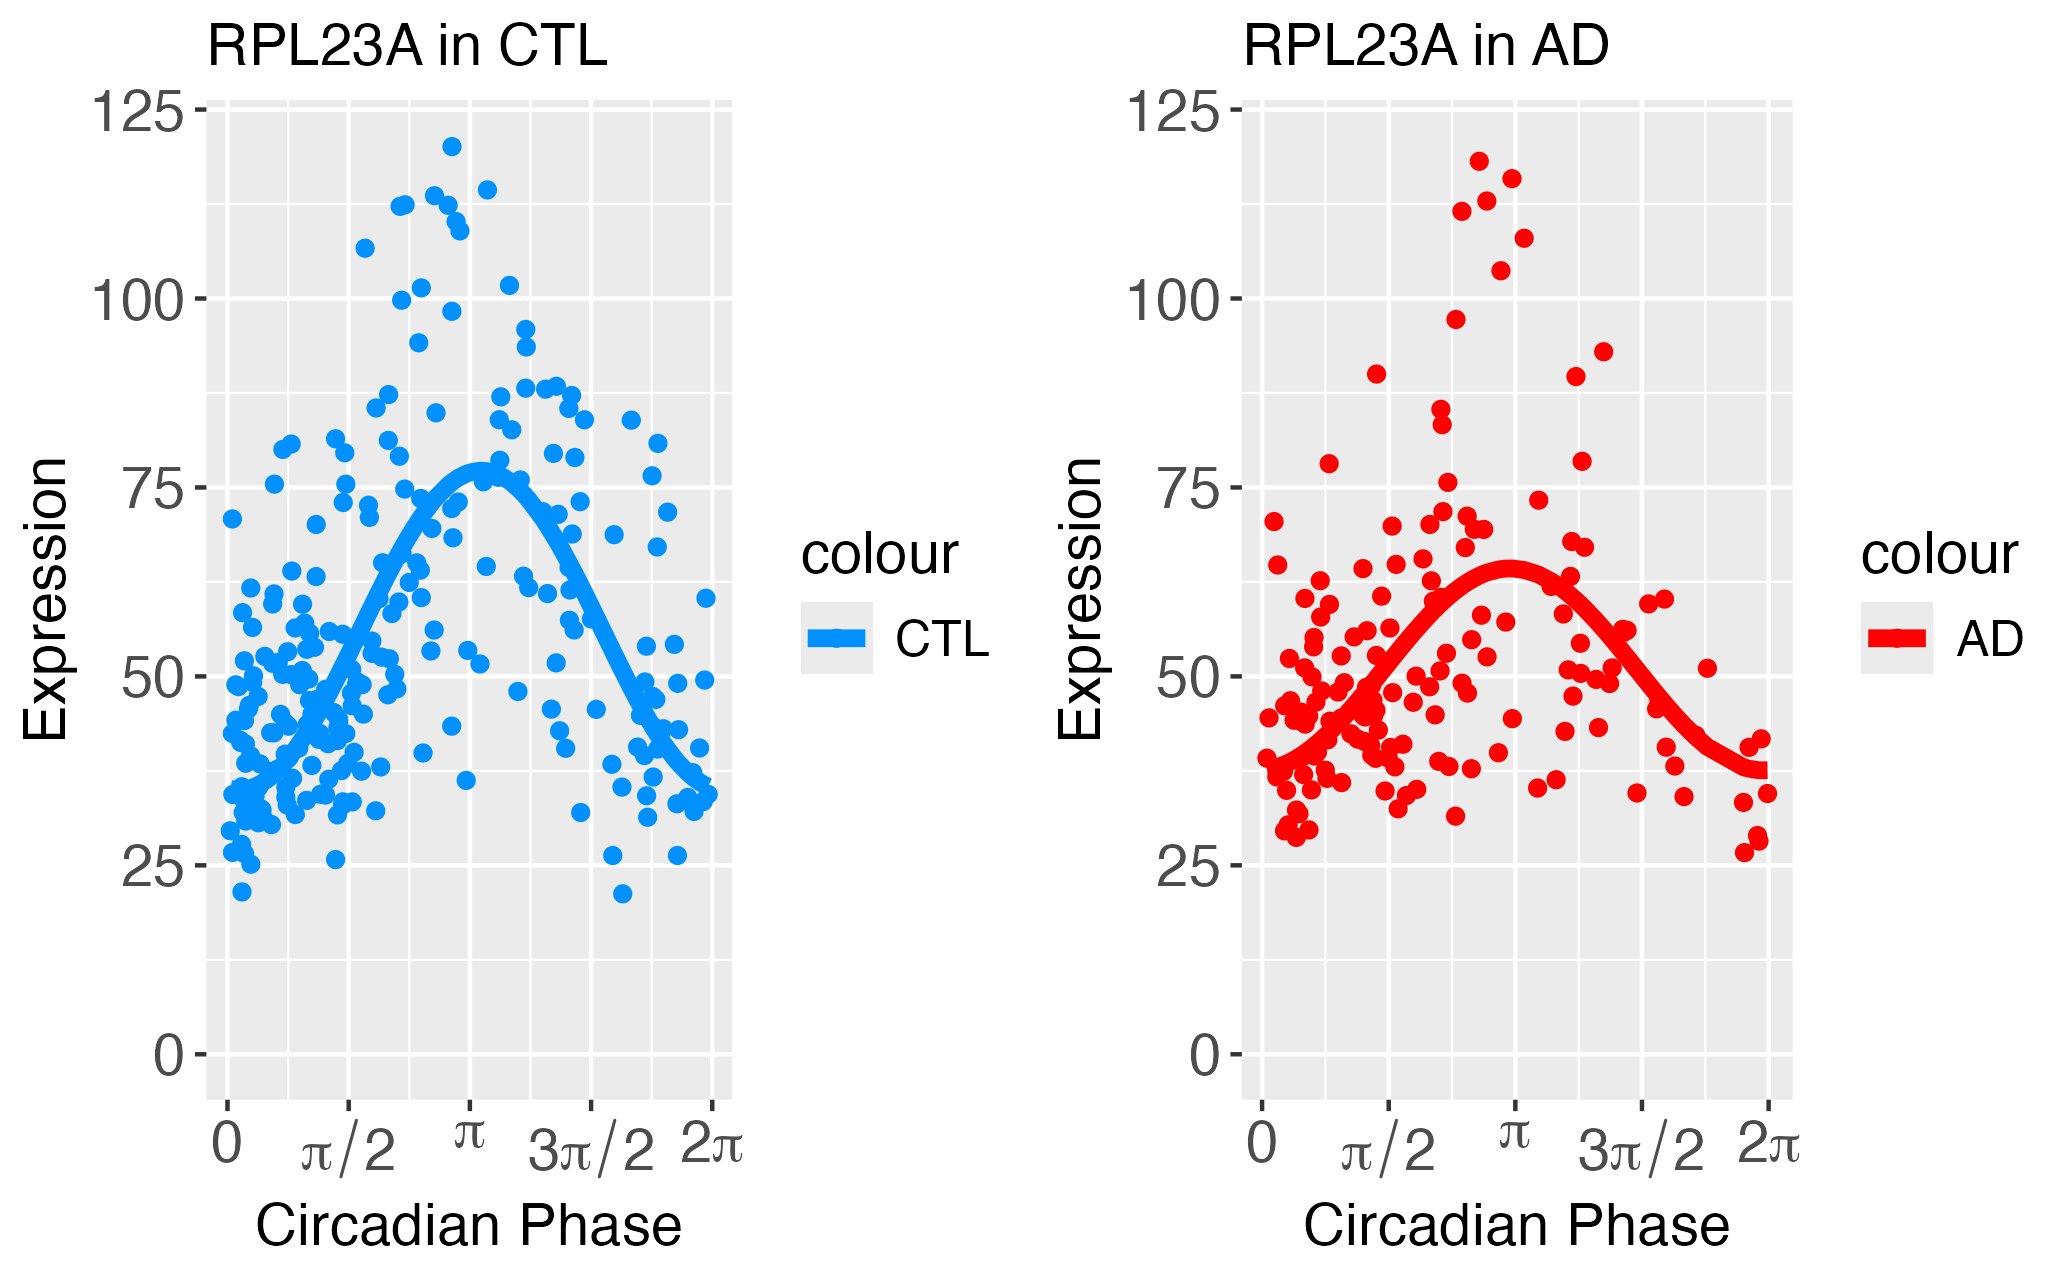 RPL23A in CTL
125
100
75
50
25
0
Expression
0 π/2 π 3π/2 2π
Circadian Phase
colour
CTL
RPL23A in AD
125
100
75
50
25
0
Expression
0 π/2 π 3π/2 2π
Circadian Phase
colour
AD